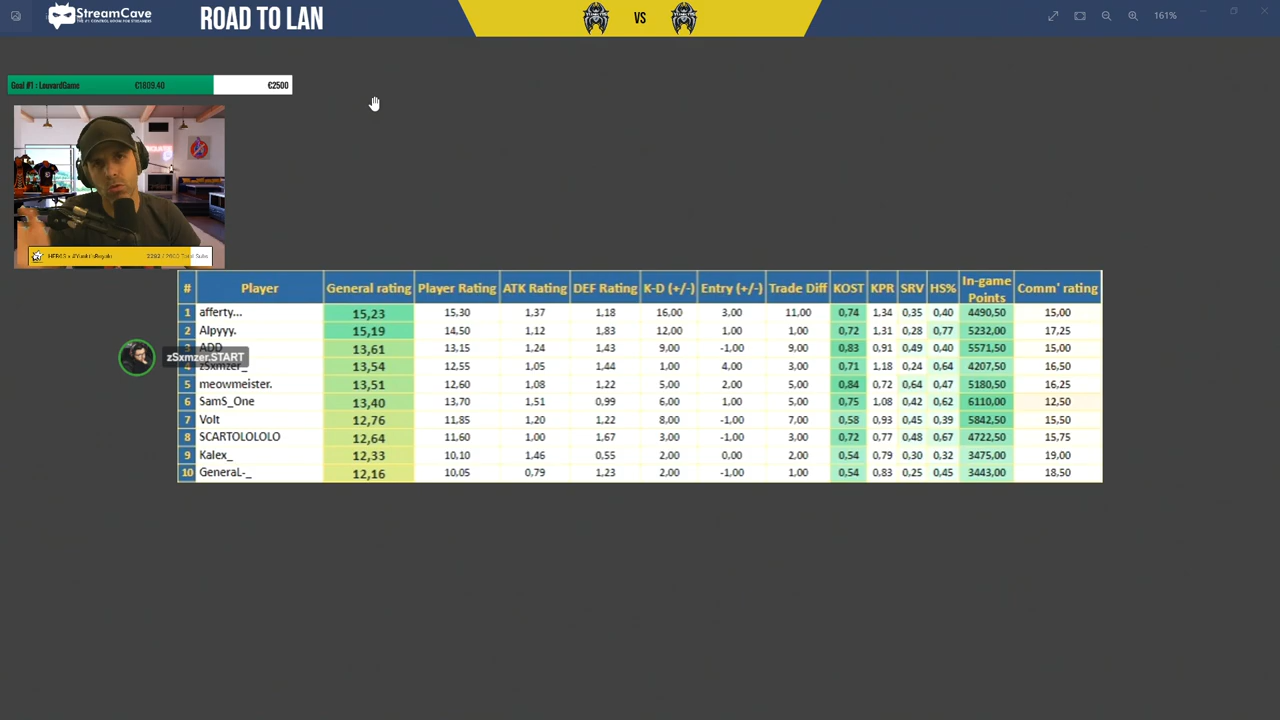 StreamCave
THE #1 CONTROL ROOM FOR STREAMERS
ROAD TO LAN
VS
161%
Goal #1 : LouvardGame €1809.40 €2500
2292 / 2500 Total Subs
zSxmzer.START
# Player General rating Player Rating ATK Rating DEF Rating K-D (+/-) Entry (+/-) Trade Diff KOST KPR SRV HS% In-game Points Comm' rating
1 afferty... 15,23 15.30 1,37 1,18 16,00 3,00 11,00 0,74 1,34 0,35 0,40 4490,50 15,00
2 Alpyyy. 15,19 14,50 1,12 1,83 12,00 1,00 1,00 0,72 1,31 0,28 0,77 5232,00 17,25
3 ADD 13,61 13,15 1,24 1,43 9,00 -1,00 9,00 0,83 0,91 0,49 0,40 5571,50 15,00
4 zSxmzer_ 13,54 12,55 1,05 1,44 1,00 4,00 3,00 0,71 1,18 0,24 0,64 4207,50 16,50
5 meowmeister. 13,51 12,60 1,08 1,22 5,00 2,00 5,00 0,84 0,72 0,64 0,47 5180,50 16,25
6 SamS_One 13,40 13,70 1,51 0,99 6,00 1,00 5,00 0,75 1,08 0,42 0,62 6110,00 12,50
7 Volt 12,76 11,85 1,20 1,22 8,00 -1,00 7,00 0,58 0,93 0,45 0,39 5842,50 15,50
8 SCARTOLOLOLO 12,64 11,60 1,00 1,67 3,00 -1,00 3,00 0,72 0,77 0,48 0,67 4722,50 15,75
9 Kalex_ 12,33 10,10 1,46 0,55 2,00 0,00 2,00 0,54 0,79 0,30 0,32 3475,00 19,00
10 GeneraL-_ 12,16 10,05 0,79 1,23 2,00 -1,00 1,00 0,54 0,83 0,25 0,45 3443,00 18,50